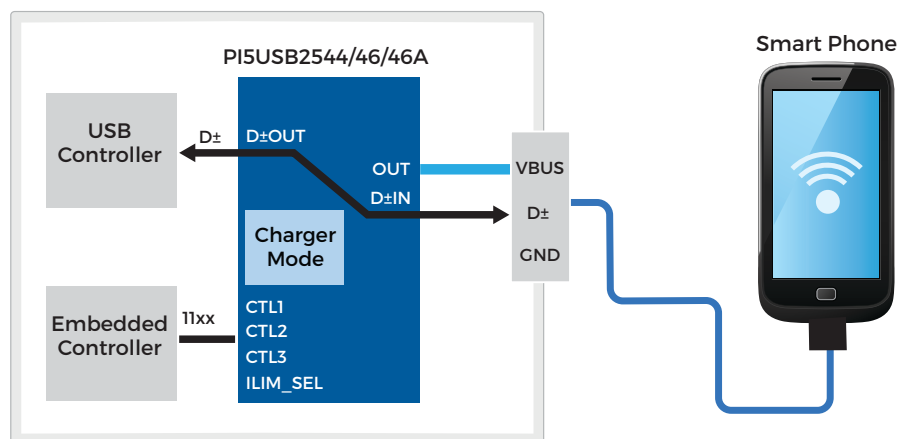 PI5USB2544/46/46A
Smart Phone
USB
Controller
D±
D±OUT
OUT
D±IN
VBUS
D±
GND
Charger
Mode
Embedded
Controller
11xx
CTL1
CTL2
CTL3
ILIM_SEL